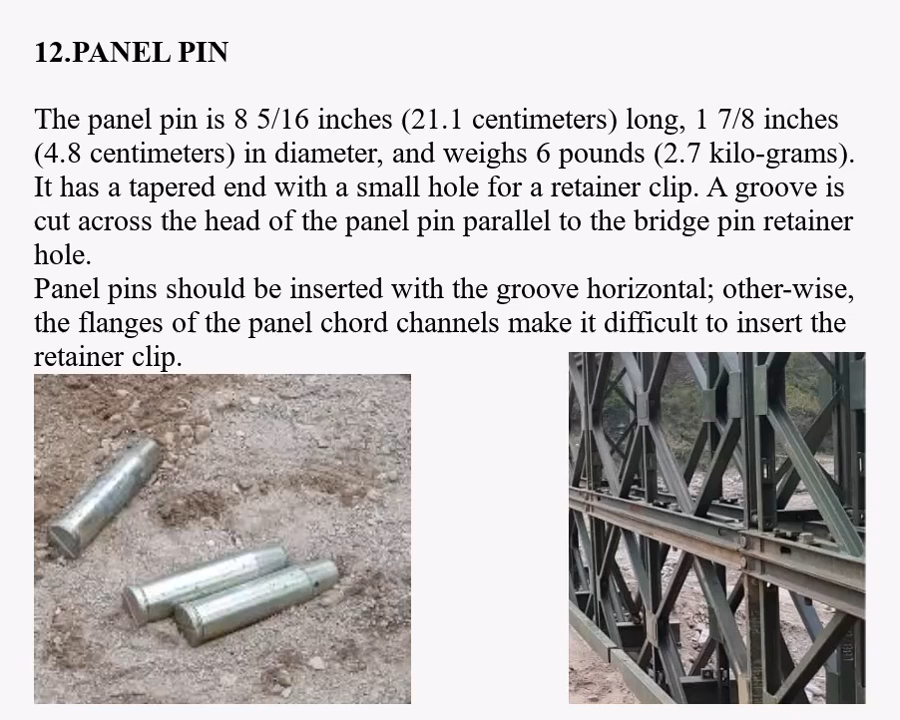 12.PANEL PIN
The panel pin is 8 5/16 inches (21.1 centimeters) long, 1 7/8 inches
(4.8 centimeters) in diameter, and weighs 6 pounds (2.7 kilo-grams).
It has a tapered end with a small hole for a retainer clip. A groove is
cut across the head of the panel pin parallel to the bridge pin retainer
hole.
Panel pins should be inserted with the groove horizontal; other-wise,
the flanges of the panel chord channels make it difficult to insert the
retainer clip.